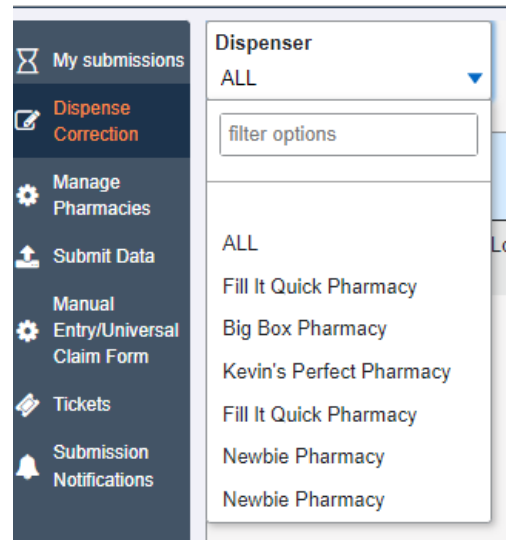 My submissions
Dispense
Correction
Manage
Pharmacies
Submit Data
Manual
Entry/Universal
Claim Form
Tickets
Submission
Notifications
Dispenser
ALL
filter options
ALL
Fill It Quick Pharmacy
Big Box Pharmacy
Kevin's Perfect Pharmacy
Fill It Quick Pharmacy
Newbie Pharmacy
Newbie Pharmacy